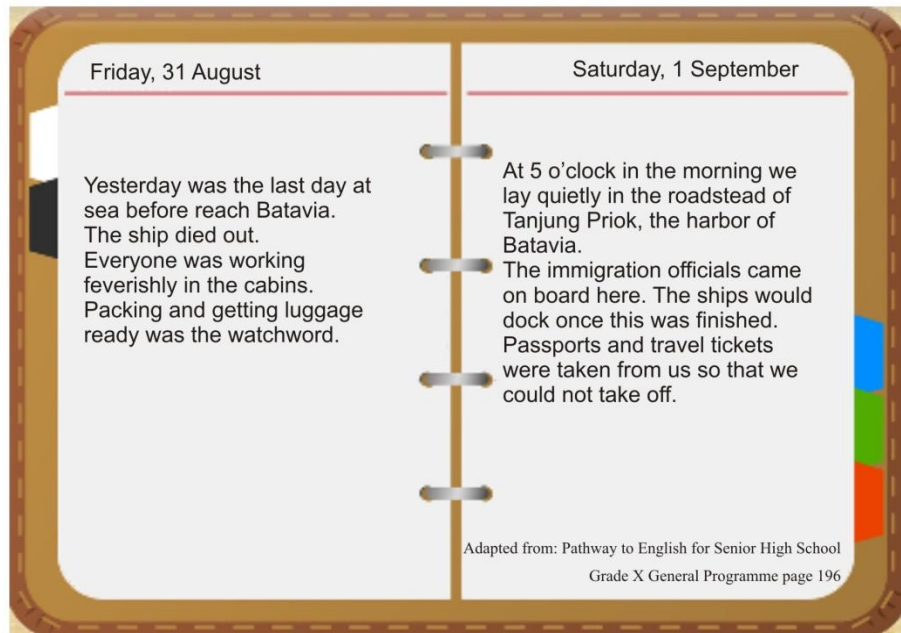 Friday, 31 August
Yesterday was the last day at
sea before reach Batavia.
The ship died out.
Everyone was working
feverishly in the cabins.
Packing and getting luggage
ready was the watchword.
Saturday, 1 September
At 5 o’clock in the morning we
lay quietly in the roadstead of
Tanjung Priok, the harbor of
Batavia.
The immigration officials came
on board here. The ships would
dock once this was finished.
Passports and travel tickets
were taken from us so that we
could not take off.
Adapted from: Pathway to English for Senior High School
Grade X General Programme page 196